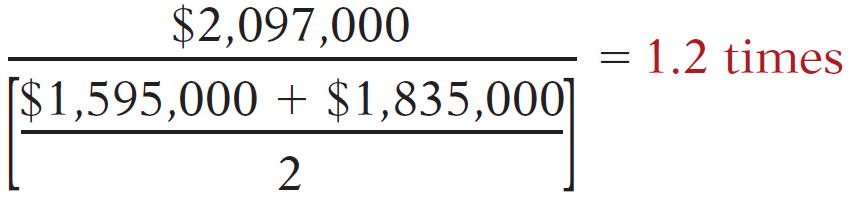 $2,097,000
[$1,595,000 + $1,835,000]
2
= 1.2 times